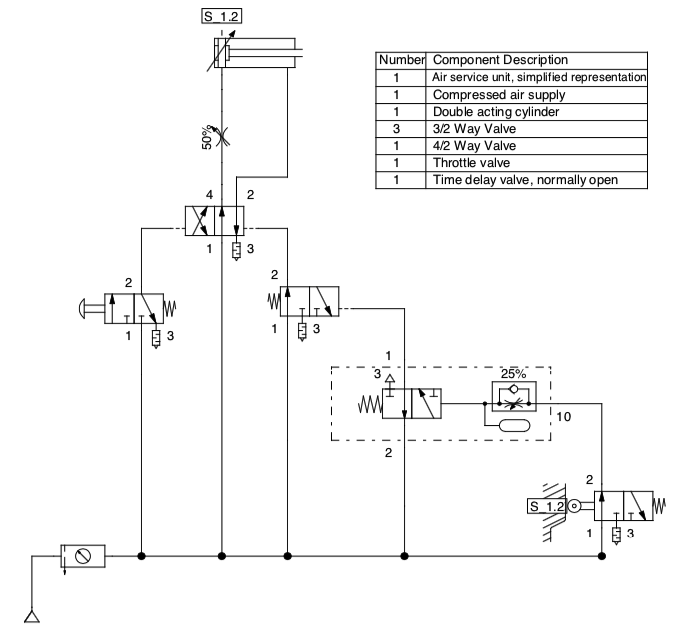 S_1.2
Number Component Description
1 Air service unit, simplified representation
1 Compressed air supply
1 Double acting cylinder
3 3/2 Way Valve
1 4/2 Way Valve
1 Throttle valve
1 Time delay valve, normally open
50%
4 2
1 3
2
1 3
2
1 3
1
3
25%
10
2
2
S_1.2
1 3